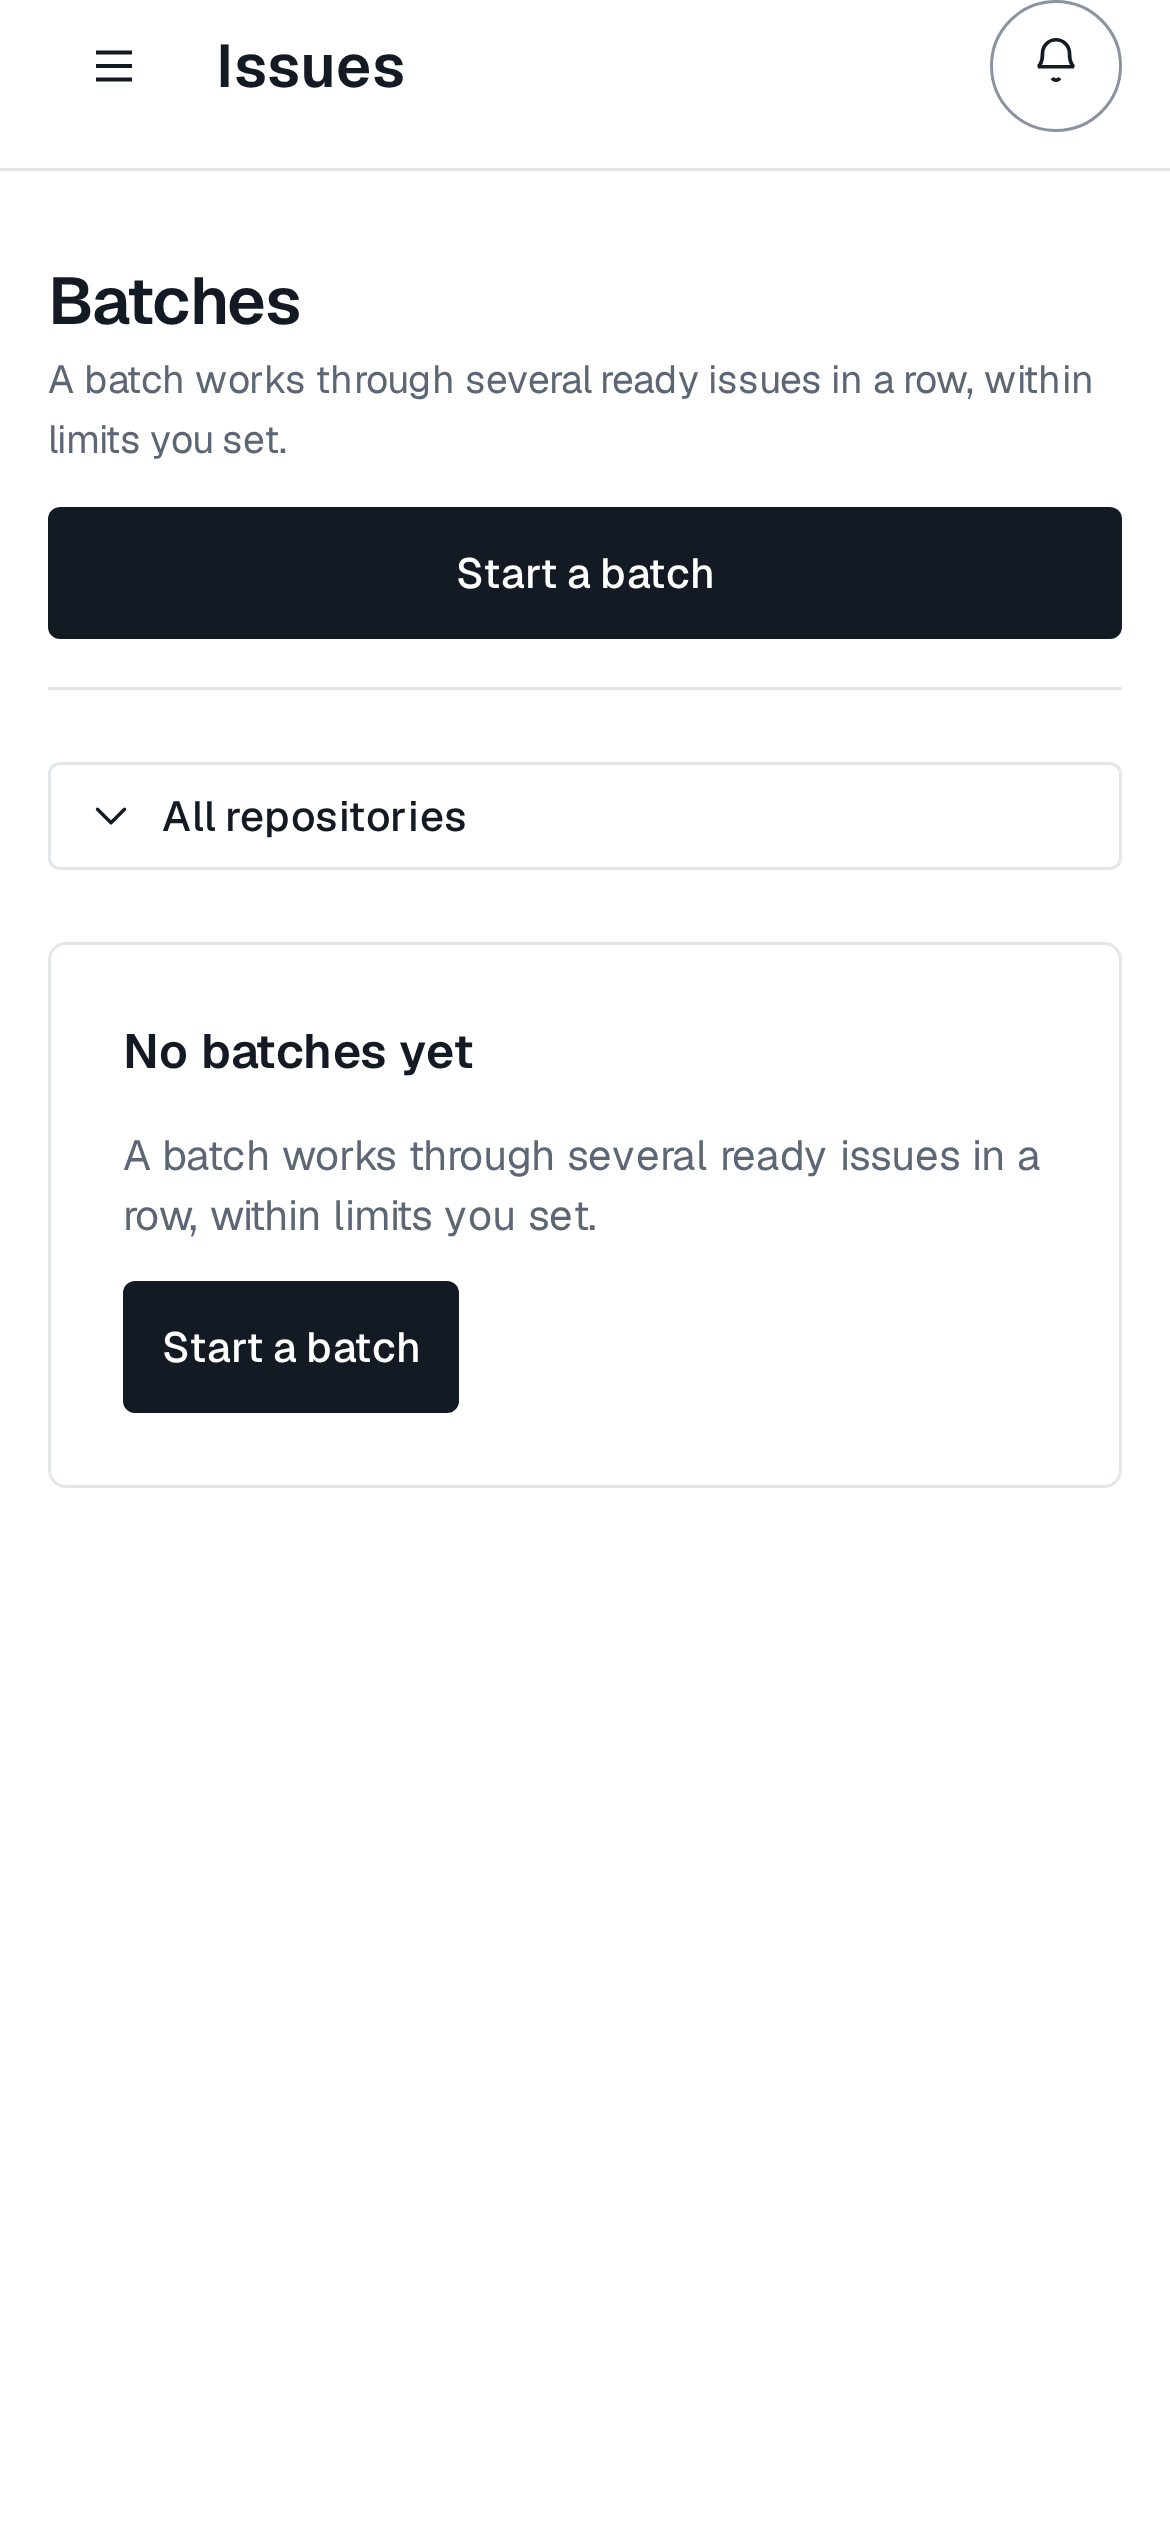 Issues
Batches
A batch works through several ready issues in a row, within
limits you set.
Start a batch
All repositories
No batches yet
A batch works through several ready issues in a
row, within limits you set.
Start a batch